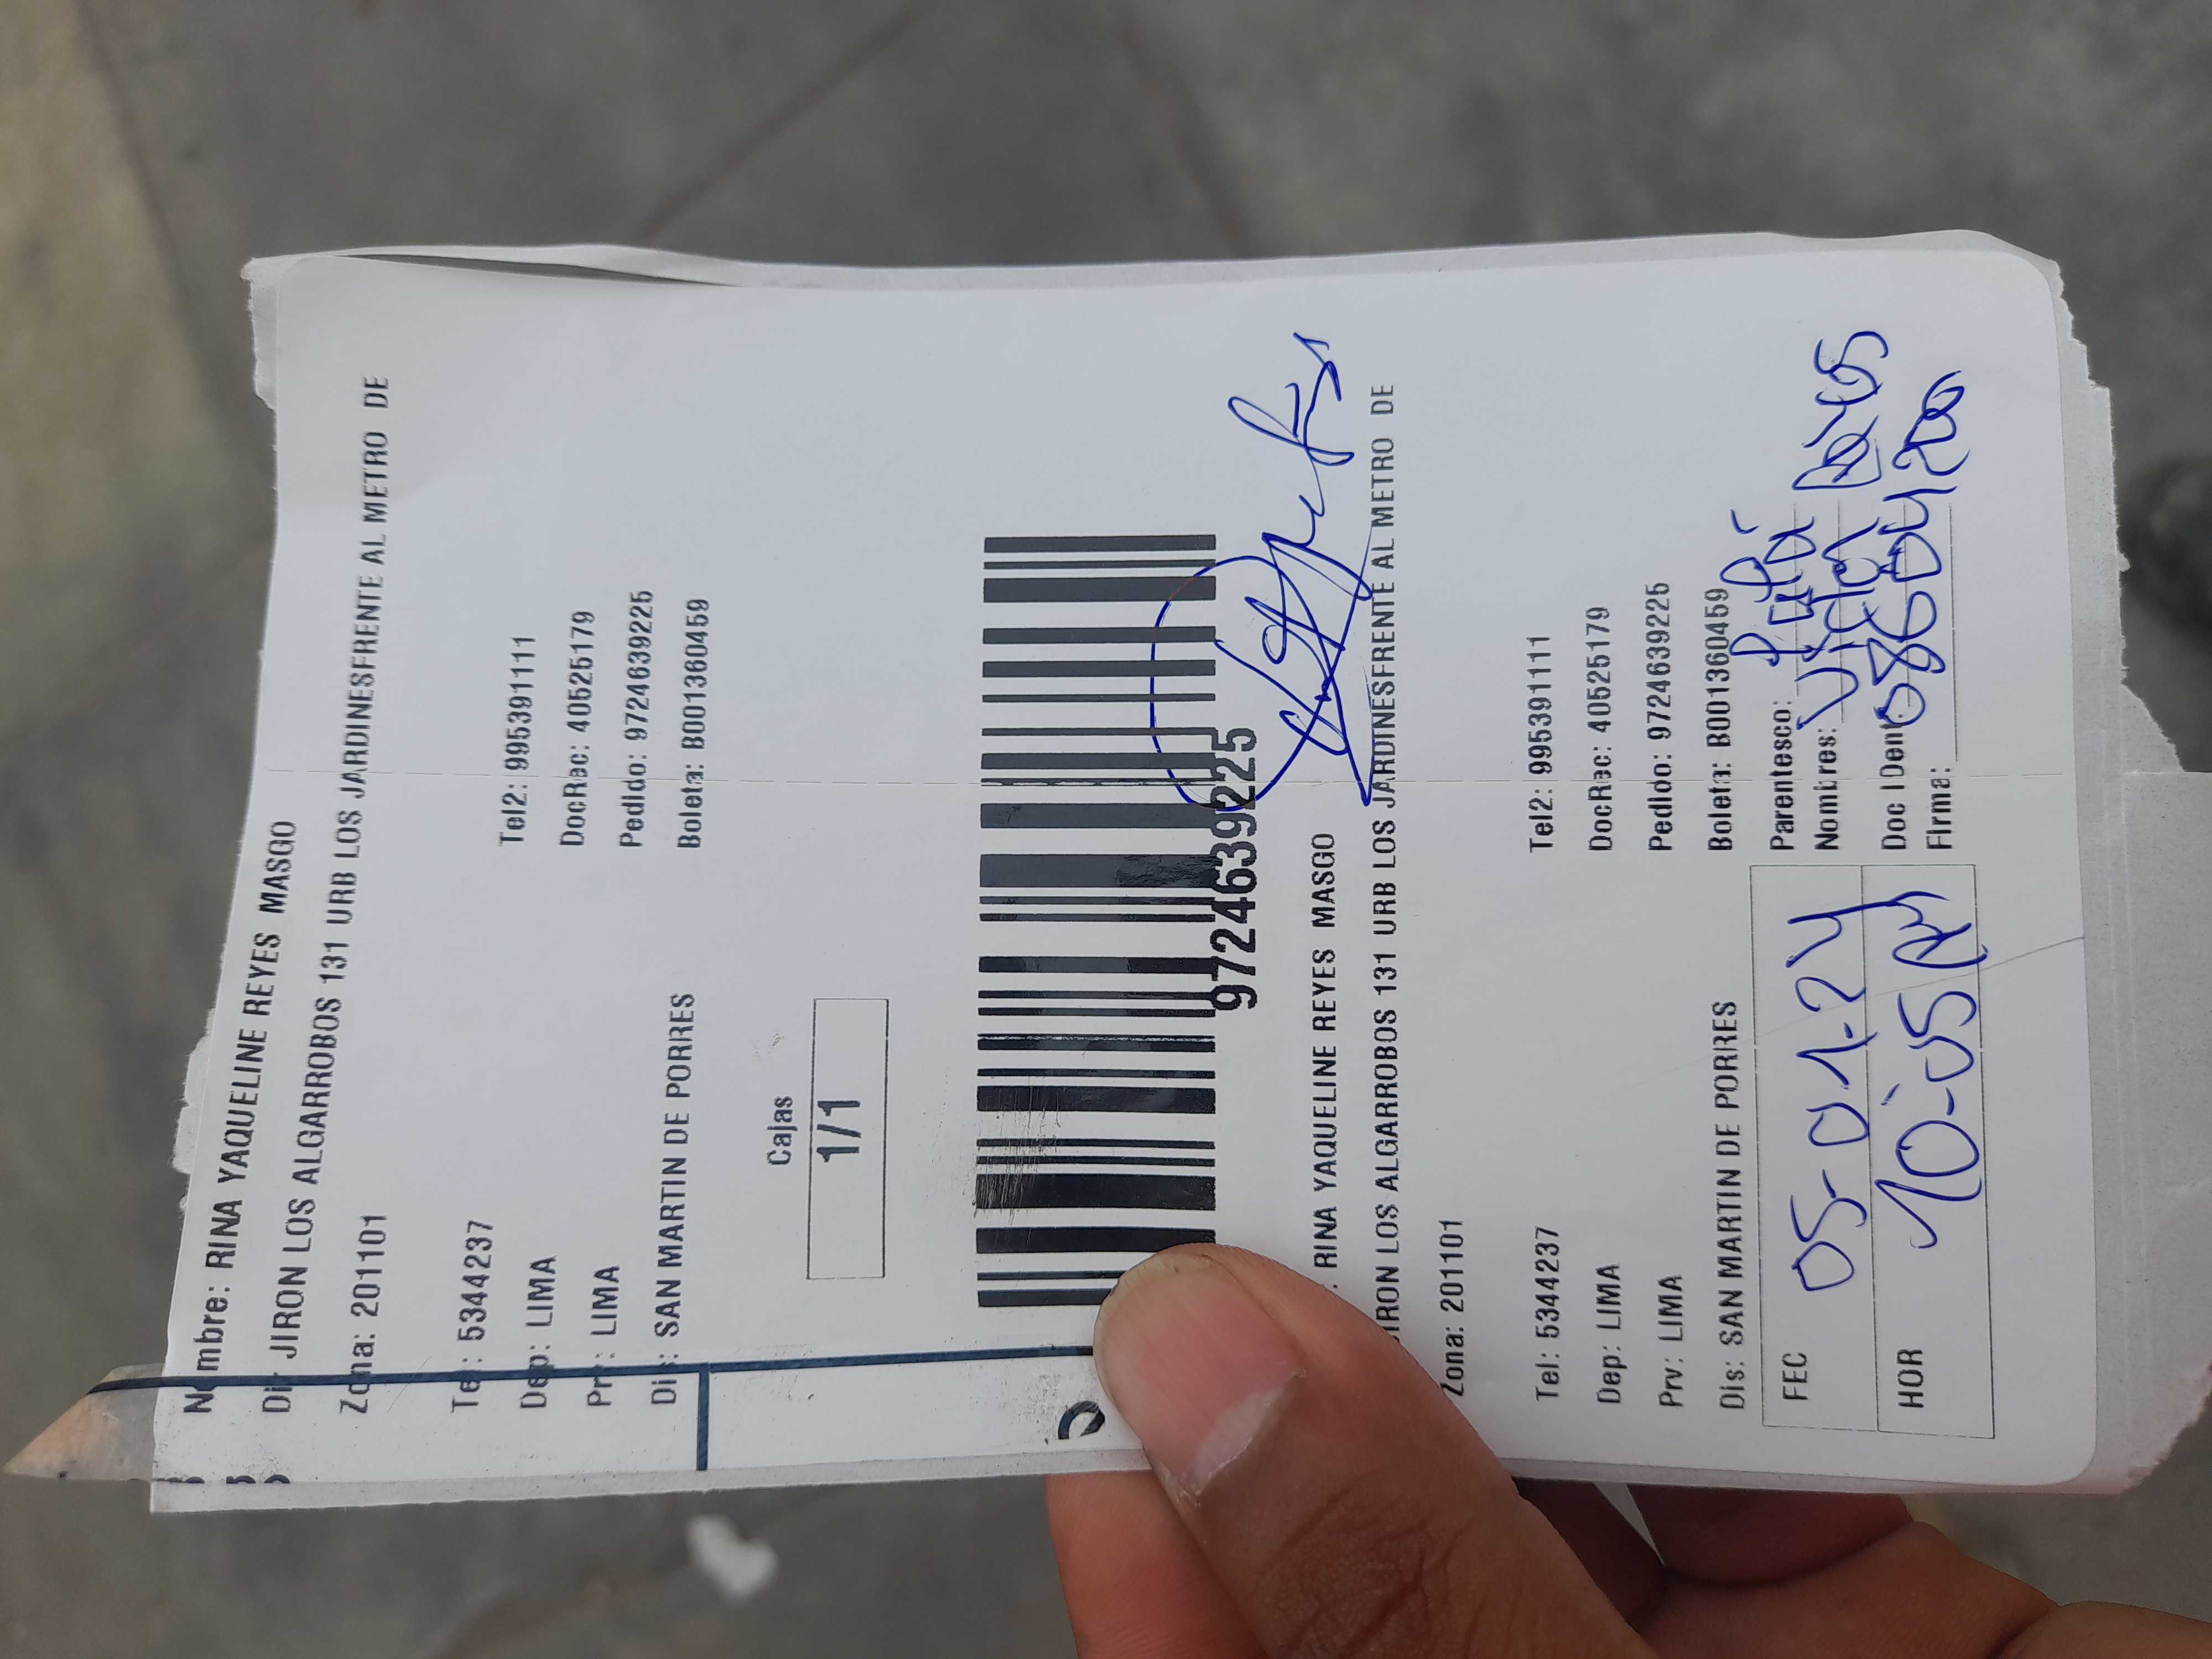 Nombre: RINA YAQUELINE REYES MASGO
Dir JIRON LOS ALGARROBOS 131 URB LOS JARDINESFRENTE AL METRO DE
Zona: 201101
Tel: 5344237 Tel2: 995391111
Dep: LIMA DocRec: 40525179
Prv: LIMA Pedido: 9724639225
Dis: SAN MARTIN DE PORRES Boleta: B001360459
Cajas
1/1
9724639225
RINA YAQUELINE REYES MASGO
IRON LOS ALGARROBOS 131 URB LOS JARDINESFRENTE AL METRO DE
Zona: 201101
Tel: 5344237 Tel2: 995391111
Dep: LIMA DocRec: 40525179
Prv: LIMA Pedido: 9724639225
Dis: SAN MARTIN DE PORRES Boleta: B001360459
FEC 05-01-24 Parentesco: Papá
Nombres: Victor Reyes
HOR 10:05 Doc Ident
Firma: